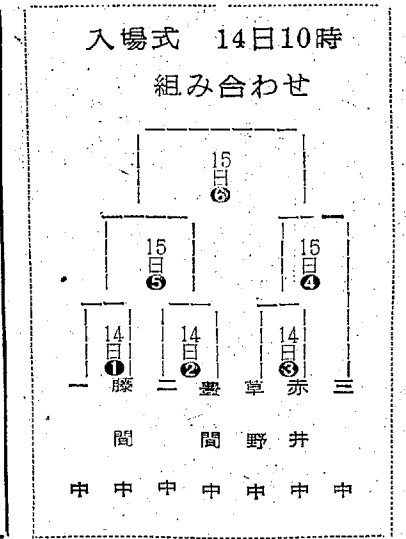 入場式 14日10時
組み合わせ
15日❻
15日❺
15日❹
14日❶
14日❷
14日❸
一中
藤間中
二中
豊間中
草野中
赤井中
三中